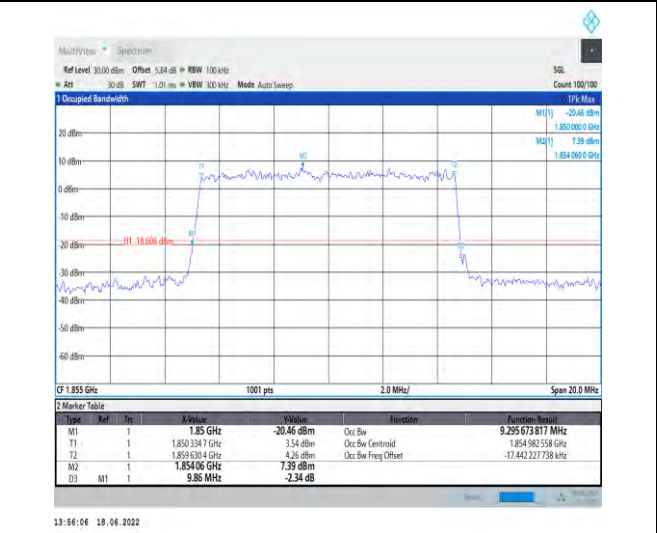 MultiView Spectrum
Ref Level 30.00 dBm Offset 5.84 dB RBW 100 kHz SGL
Att 30 dB SWT 1.01 ms VBW 300 kHz Mode Auto Sweep Count 100/100
1 Occupied Bandwidth 1Pk Max
M1[1] -20.46 dBm
1.850 000 0 GHz
M2[1] 7.39 dBm
1.854 060 0 GHz
20 dBm
10 dBm
0 dBm
-10 dBm
-20 dBm
-30 dBm
-40 dBm
-50 dBm
-60 dBm
T1
M2
T2
M1
H1 -18.606 dBm
CF 1.855 GHz 1001 pts 2.0 MHz/ Span 20.0 MHz
2 Marker Table
Type Ref Trc X-Value Y-Value Function Function Result
M1 1 1.85 GHz -20.46 dBm Occ Bw 9.295 673 817 MHz
T1 1 1.850 334 7 GHz 3.54 dBm Occ Bw Centroid 1.854 982 558 GHz
T2 1 1.859 630 4 GHz 4.26 dBm Occ Bw Freq Offset -17.442 227 738 kHz
M2 1 1.854 06 GHz 7.39 dBm
D3 M1 1 9.86 MHz -2.34 dB
13:56:06 18.06.2022